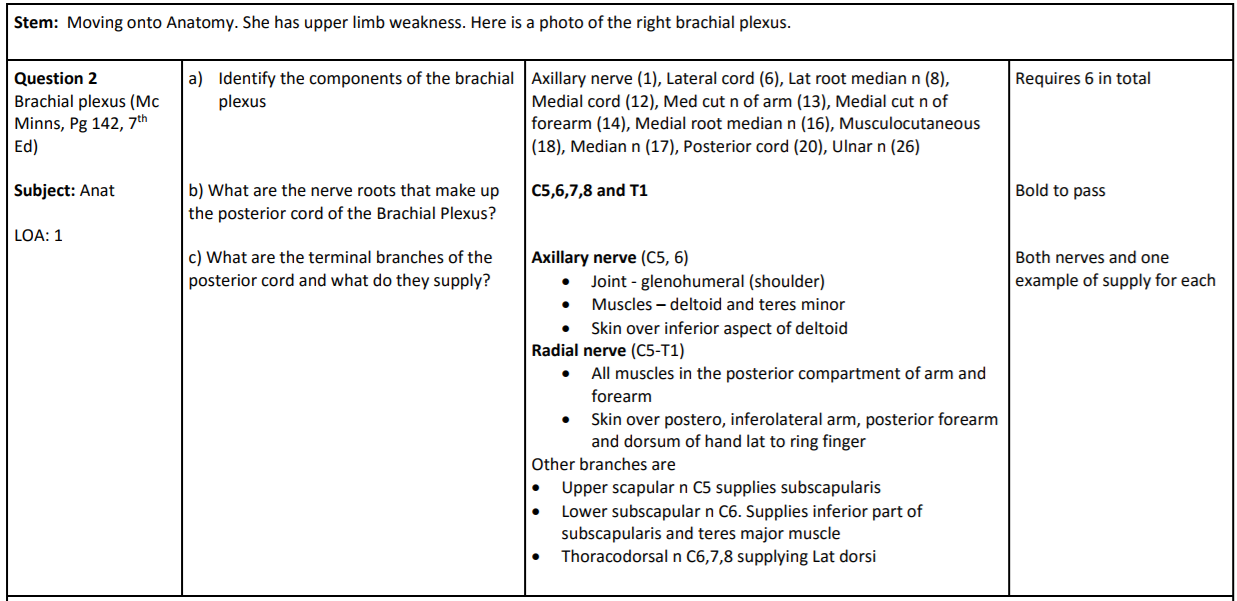 Stem: Moving onto Anatomy. She has upper limb weakness. Here is a photo of the right brachial plexus.
Question 2
Brachial plexus (Mc
Minns, Pg 142, 7th
Ed)
Subject: Anat
LOA: 1
a) Identify the components of the brachial
plexus
b) What are the nerve roots that make up
the posterior cord of the Brachial Plexus?
c) What are the terminal branches of the
posterior cord and what do they supply?
Axillary nerve (1), Lateral cord (6), Lat root median n (8),
Medial cord (12), Med cut n of arm (13), Medial cut n of
forearm (14), Medial root median n (16), Musculocutaneous
(18), Median n (17), Posterior cord (20), Ulnar n (26)
C5,6,7,8 and T1
Axillary nerve (C5, 6)
• Joint - glenohumeral (shoulder)
• Muscles – deltoid and teres minor
• Skin over inferior aspect of deltoid
Radial nerve (C5-T1)
• All muscles in the posterior compartment of arm and
forearm
• Skin over postero, inferolateral arm, posterior forearm
and dorsum of hand lat to ring finger
Other branches are
• Upper scapular n C5 supplies subscapularis
• Lower subscapular n C6. Supplies inferior part of
subscapularis and teres major muscle
• Thoracodorsal n C6,7,8 supplying Lat dorsi
Requires 6 in total
Bold to pass
Both nerves and one
example of supply for each